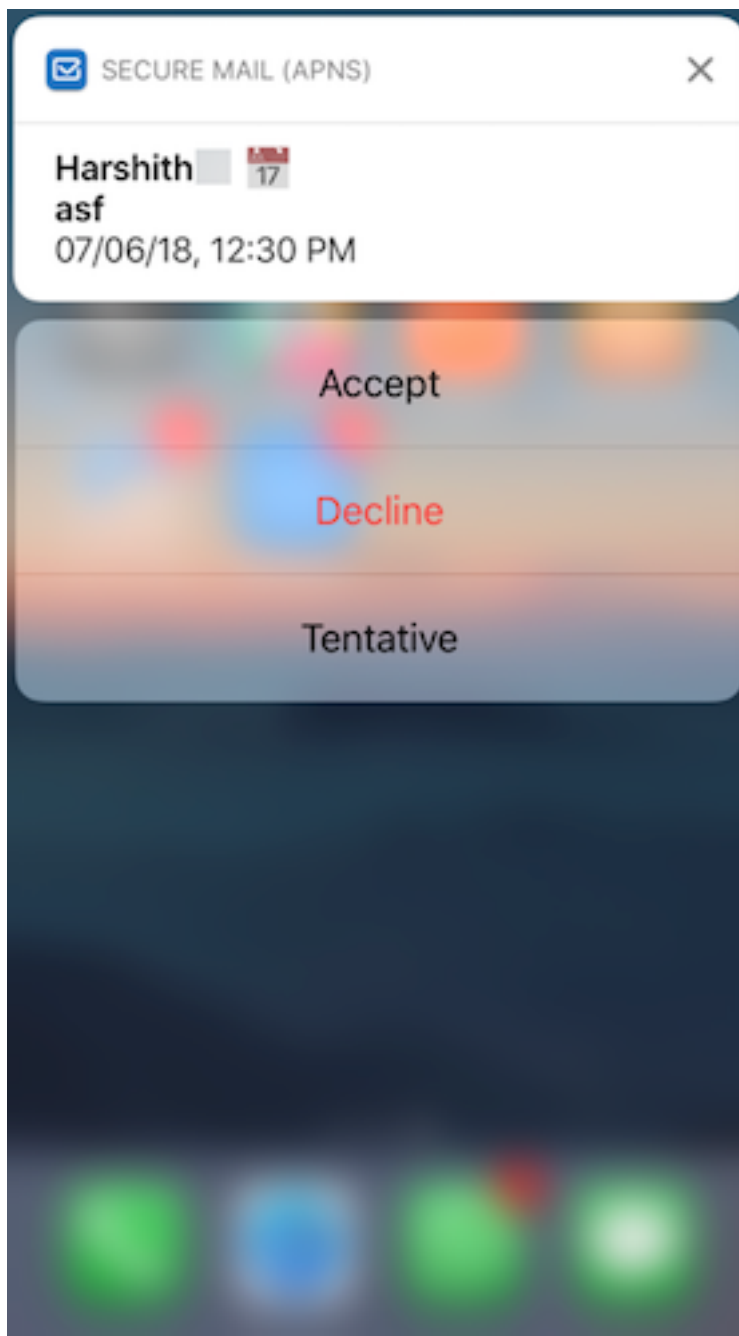 SECURE MAIL (APNS)
Harshith 17
asf
07/06/18, 12:30 PM
Accept
Decline
Tentative